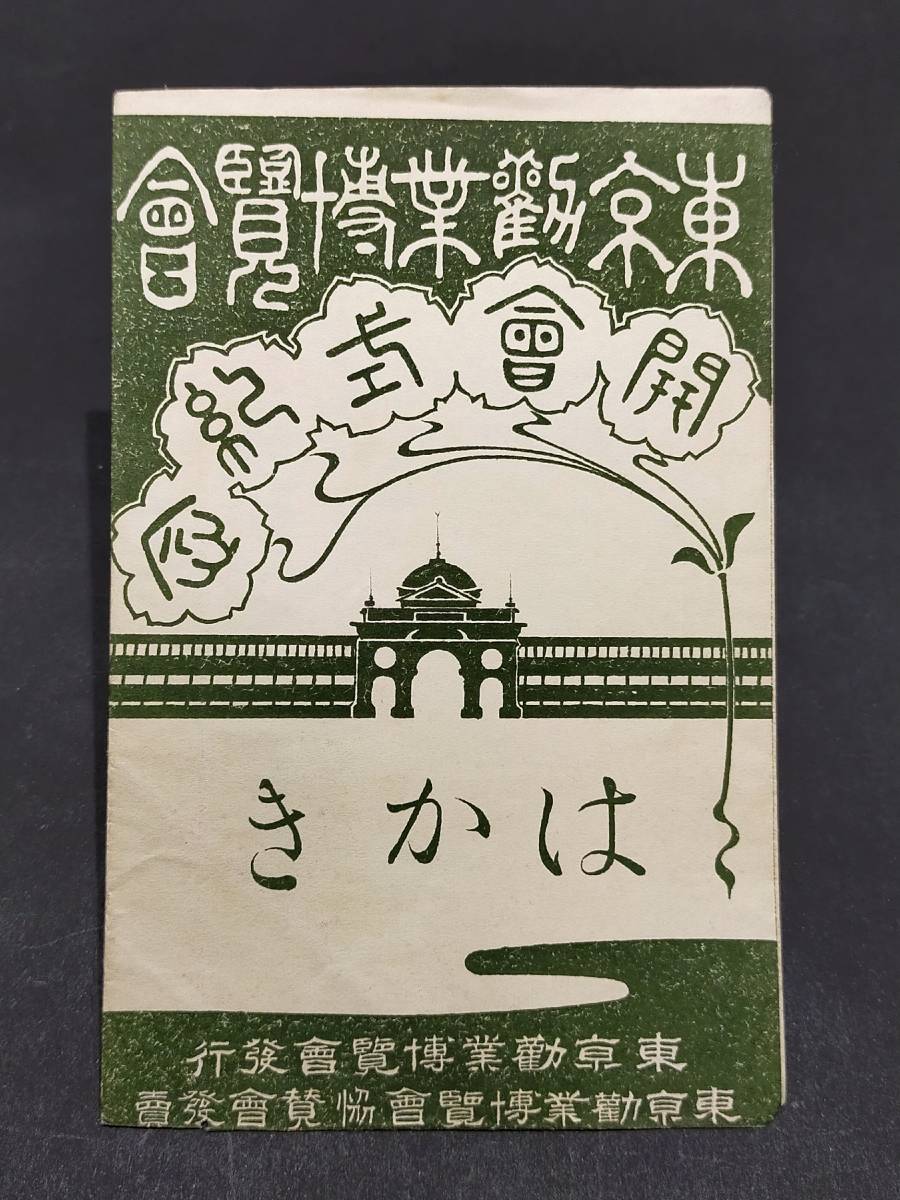 東京勸業博覽會
開會式記念
はかき
東京勸業博覽會發行
東京勸業博覽會協賛會發賣